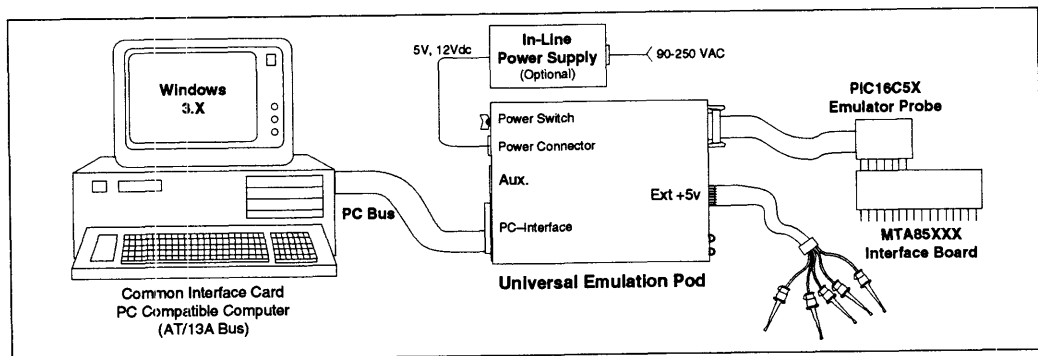 Windows
3.X
5V, 12Vdc
In-Line
Power Supply
(Optional)
90-250 VAC
Power Switch
Power Connector
Aux.
PC-Interface
Ext +5v
PC Bus
Universal Emulation Pod
PIC16C5X
Emulator Probe
MTA85XXX
Interface Board
Common Interface Card
PC Compatible Computer
(AT/13A Bus)